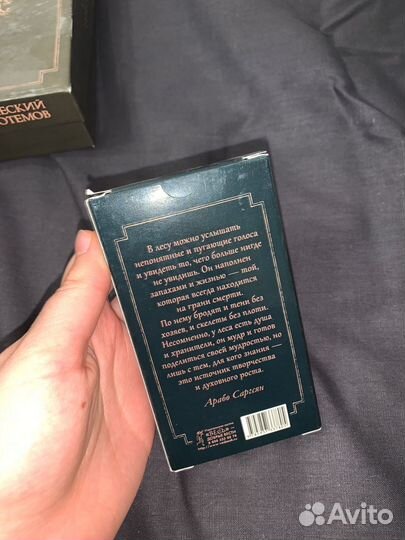 ЕСКИЙ
ОТЕМОВ
В лесу можно услышать
непонятные и пугающие голоса
и увидеть то, чего больше нигде
не увидишь. Он наполнен
запахами и жизнью — той,
которая всегда находится
на грани смерти.
По нему бродят и тени без
хозяев, и скелеты без плоти.
Несомненно, у леса есть душа
и хранители, он мудр и готов
поделиться своей мудростью, но
лишь с тем, для кого знания —
это источник творчества
и духовного роста.
Арабо Саргсян
Avito